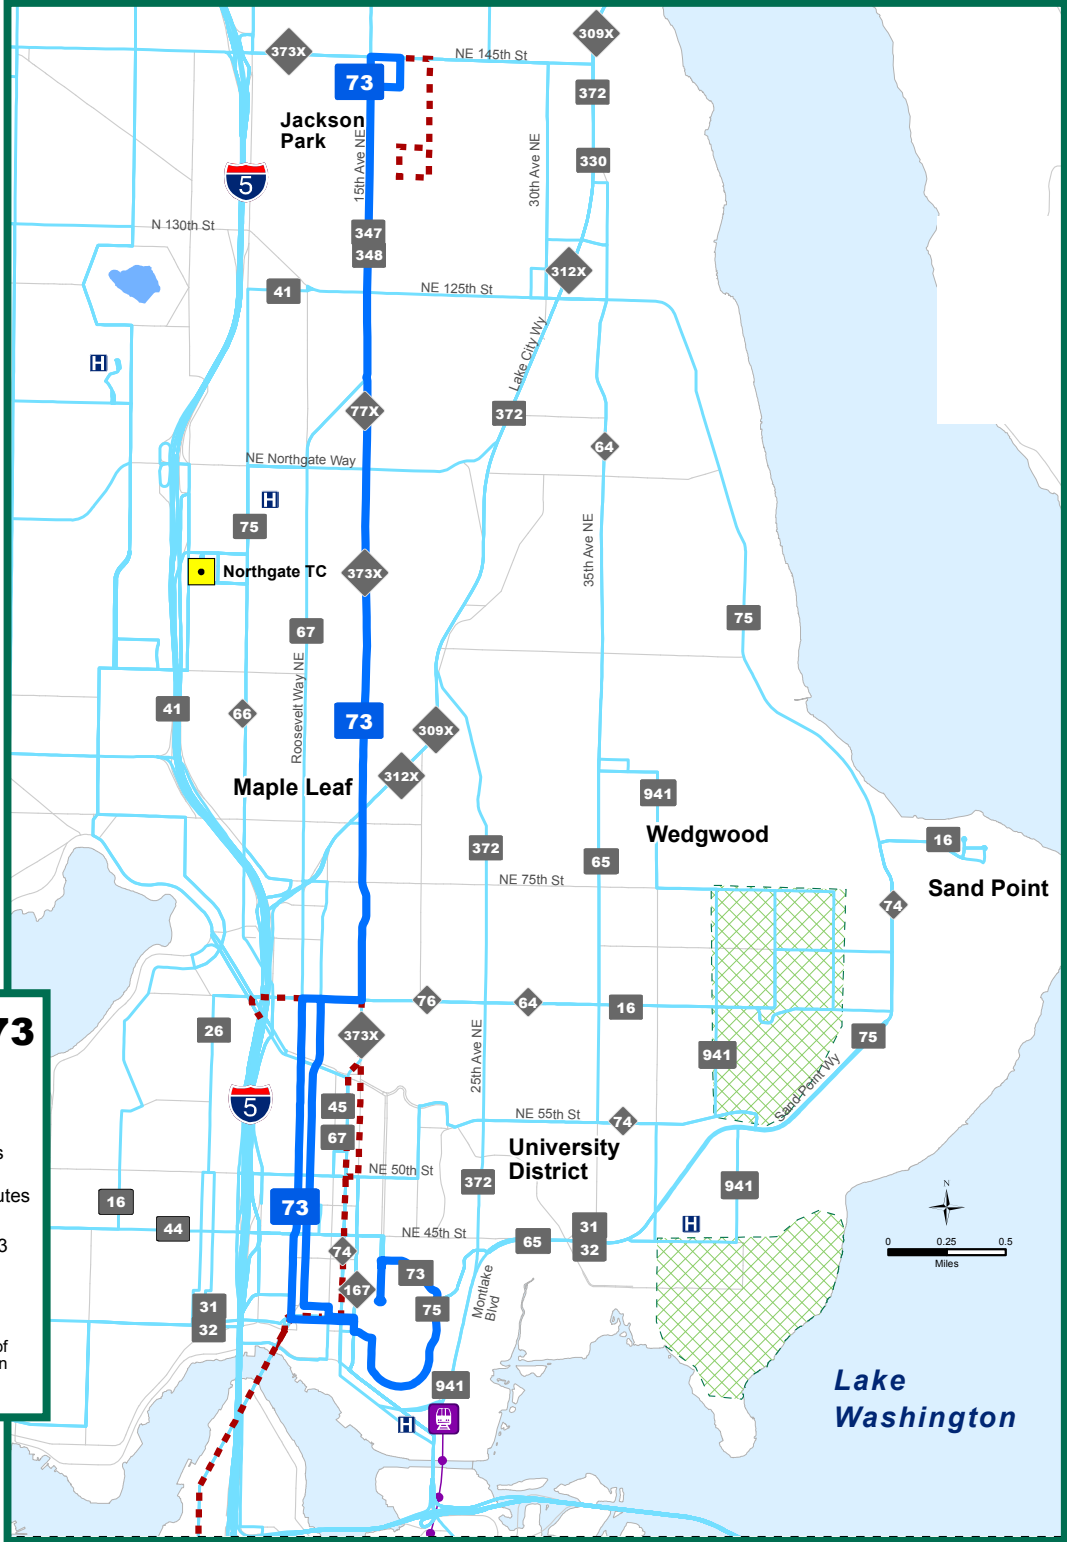 309X
373X
NE 145th St
73
372
Jackson
Park
15th Ave NE
30th Ave NE
330
5
N 130th St
347
348
312X
41
NE 125th St
H
Lake City Wy
77X
372
64
NE Northgate Way
H
75
35th Ave NE
Northgate TC
373X
75
67
Roosevelt Way NE
41
66
73
309X
312X
Maple Leaf
941
Wedgwood
16
372
65
NE 75th St
Sand Point
74
76
64
16
26
373X
75
73
25th Ave NE
941
Sand Point Wy
5
45
NE 55th St
74
67
University
District
s
NE 50th St
372
941
utes
16
73
N
H
44
NE 45th St
31
32
65
3
74
0 0.25 0.5
Miles
73
167
75
Montlake
Blvd
31
32
of
n
941
Lake
Washington
H